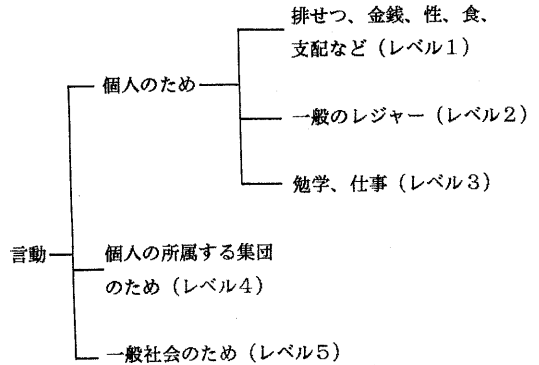 排せつ、金銭、性、食、
支配など（レベル１）
個人のため
一般のレジャー（レベル２）
勉学、仕事（レベル３）
言動
個人の所属する集団
のため（レベル４）
一般社会のため（レベル５）